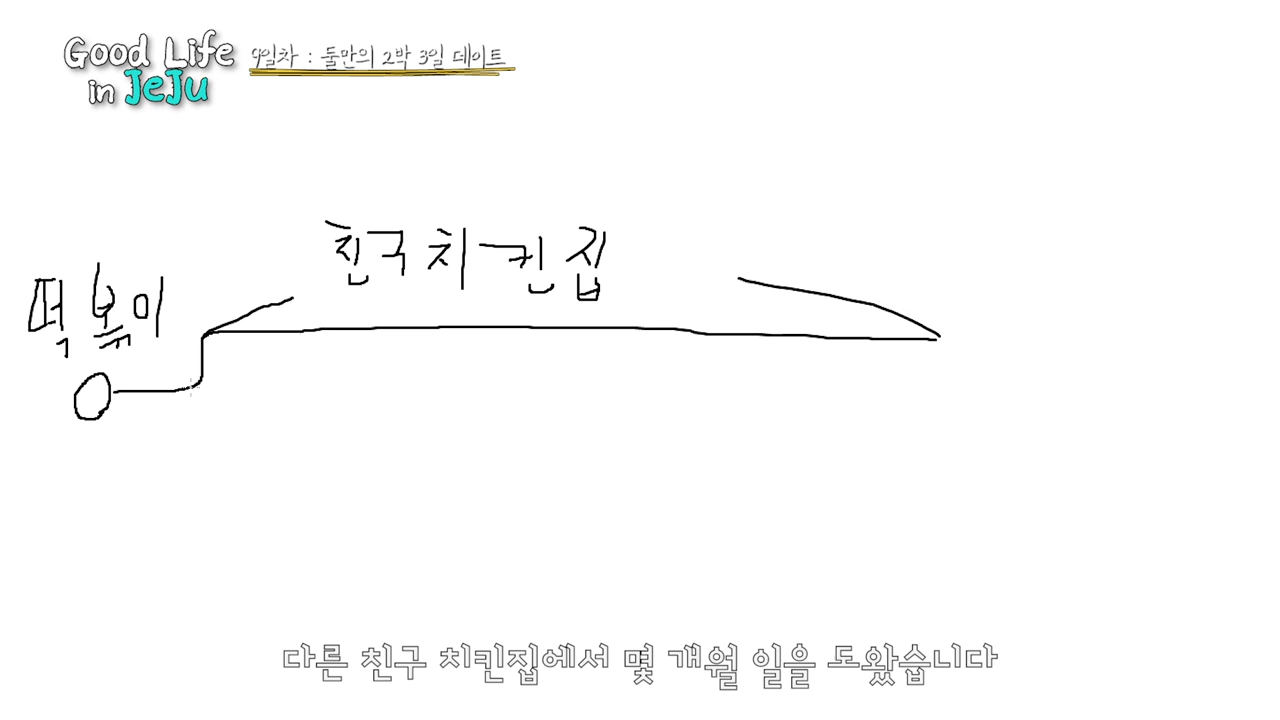 Good Life
in JeJu
9일차 : 둘만의 2박 3일 데이트
친구 치킨집
떡볶이
다른 친구 치킨집에서 몇 개월 일을 도왔습니다